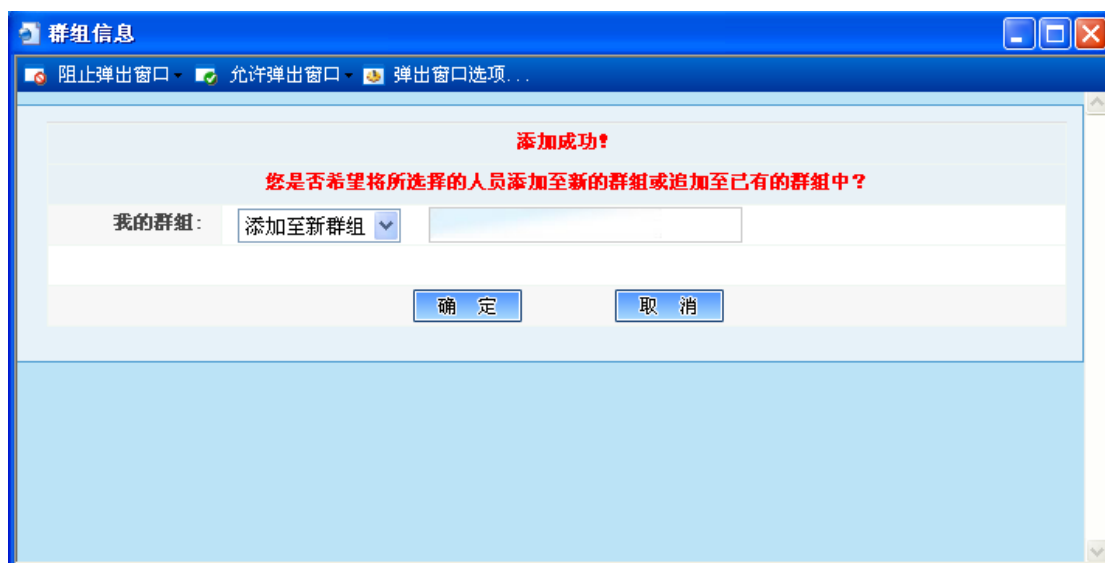 群组信息
阻止弹出窗口 允许弹出窗口 弹出窗口选项...
添加成功!
您是否希望将所选择的人员添加至新的群组或追加至已有的群组中?
我的群组: 添加至新群组
确 定 取 消